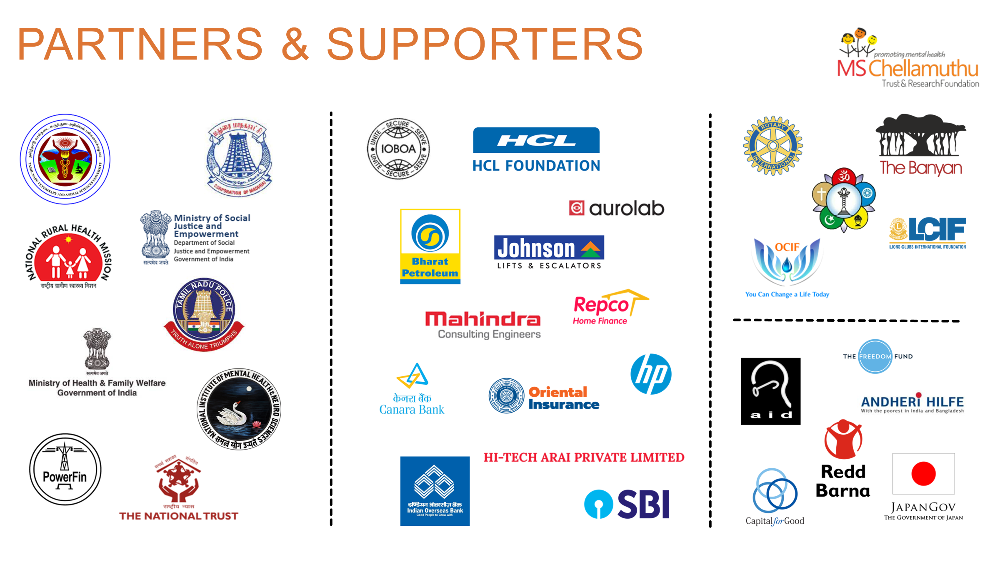 PARTNERS & SUPPORTERS
promoting mental health
MS Chellamuthu
Trust & Research Foundation
TAMIL NADU VETERINARY AND ANIMAL SCIENCES UNIVERSITY
மதுரை மாநகராட்சி
CORPORATION OF MADURAI
NATIONAL RURAL HEALTH MISSION
राष्ट्रीय ग्रामीण स्वास्थ्य मिशन
Ministry of Social
Justice and
Empowerment
Department of Social
Justice and Empowerment
Government of India
सत्यमेव जयते
TAMIL NADU POLICE
TRUTH ALONE TRIUMPHS
सत्यमेव जयते
Ministry of Health & Family Welfare
Government of India
NATIONAL INSTITUTE OF MENTAL HEALTH & NEURO SCIENCES
समत्वं योग उच्यते
PowerFin
समर्थ सशक्त संगठित
राष्ट्रीय न्यास
THE NATIONAL TRUST
UNITE – SECURE – SERVE
IOBOA
UNITE – SECURE – SERVE
HCL
HCL FOUNDATION
aurolab
Bharat
Petroleum
Johnson
LIFTS & ESCALATORS
Repco
Home Finance
Mahindra
Consulting Engineers
hp
केनरा बैंक
Canara Bank
Oriental
Insurance
HI-TECH ARAI PRIVATE LIMITED
इण्डियन ओवरसीज़ बैंक
Indian Overseas Bank
Good People to Grow with
SBI
ROTARY
INTERNATIONAL
The Banyan
ॐ
L
FOUNDATION
LCIF
LIONS CLUBS INTERNATIONAL FOUNDATION
OCIF
You Can Change a Life Today
THE FREEDOM FUND
aid
ANDHERI HILFE
With the poorest in India and Bangladesh
Redd
Barna
CapitalforGood
JAPANGOV
THE GOVERNMENT OF JAPAN